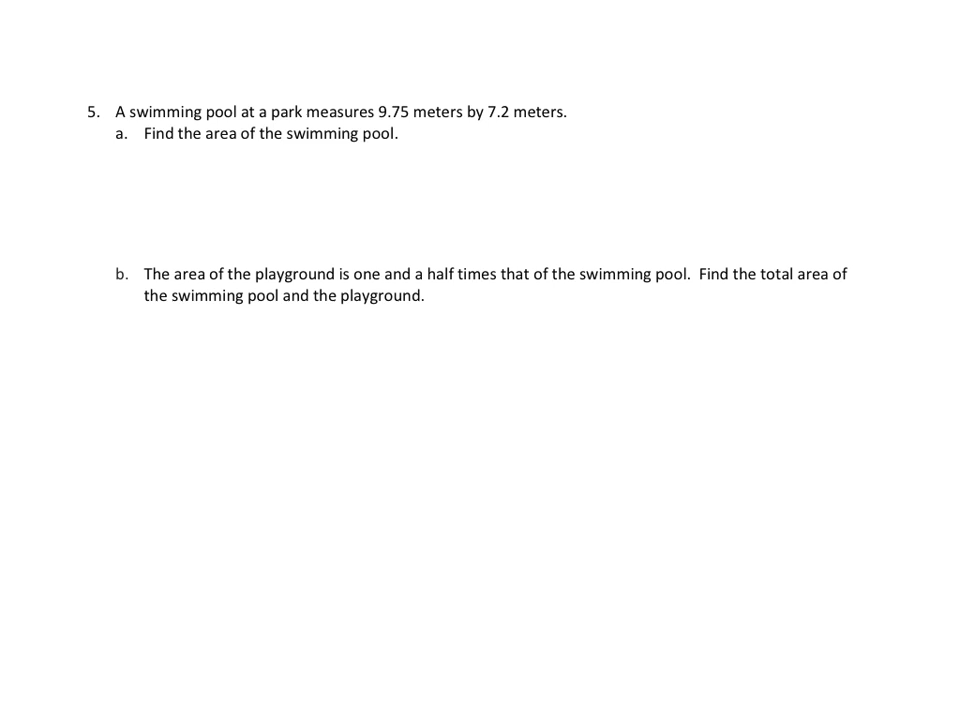 5. A swimming pool at a park measures 9.75 meters by 7.2 meters.
a. Find the area of the swimming pool.
b. The area of the playground is one and a half times that of the swimming pool. Find the total area of
the swimming pool and the playground.